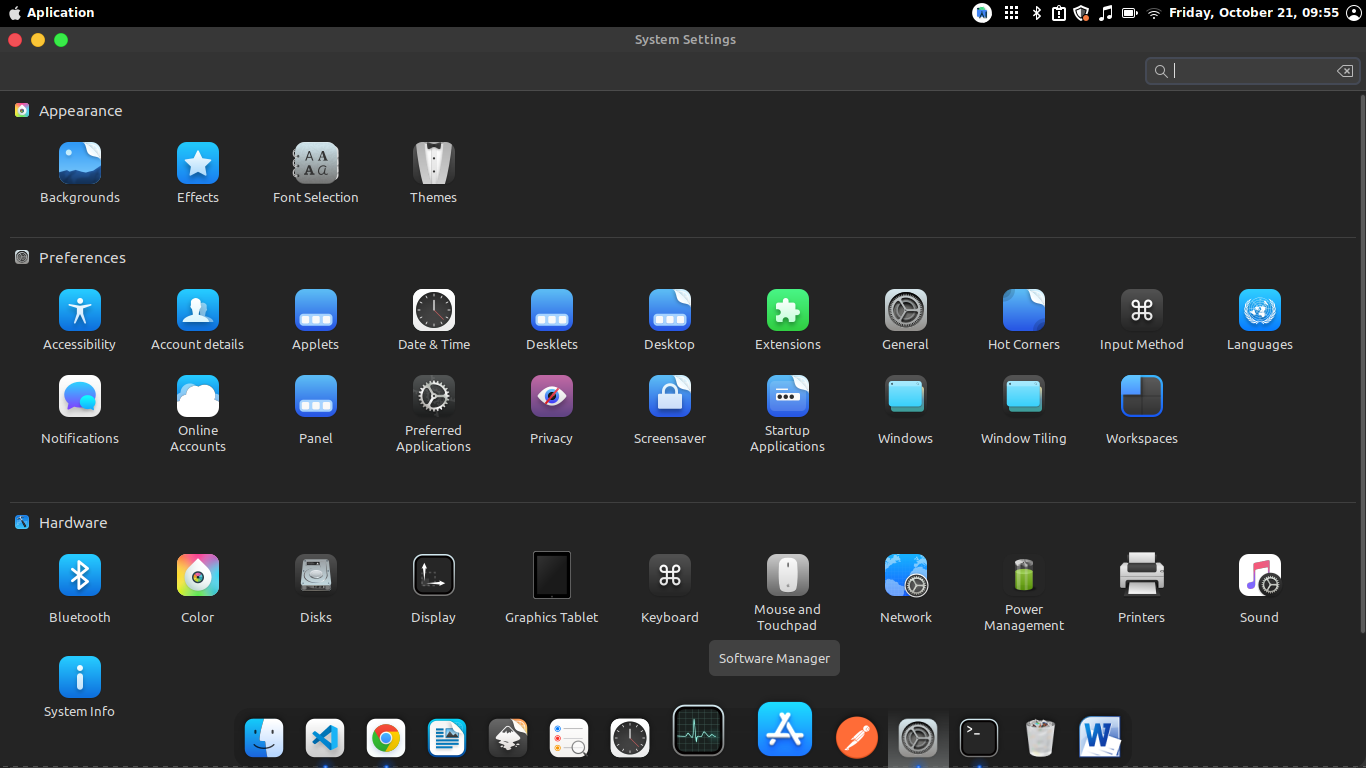 Aplication
Friday, October 21, 09:55
System Settings
Appearance
Backgrounds
Effects
Font Selection
Themes
Preferences
Accessibility
Account details
Applets
Date & Time
Desklets
Desktop
Extensions
General
Hot Corners
Input Method
Languages
Notifications
Online
Accounts
Panel
Preferred
Applications
Privacy
Screensaver
Startup
Applications
Windows
Window Tiling
Workspaces
Hardware
Bluetooth
Color
Disks
Display
Graphics Tablet
Keyboard
Mouse and
Touchpad
Network
Power
Management
Printers
Sound
Software Manager
System Info